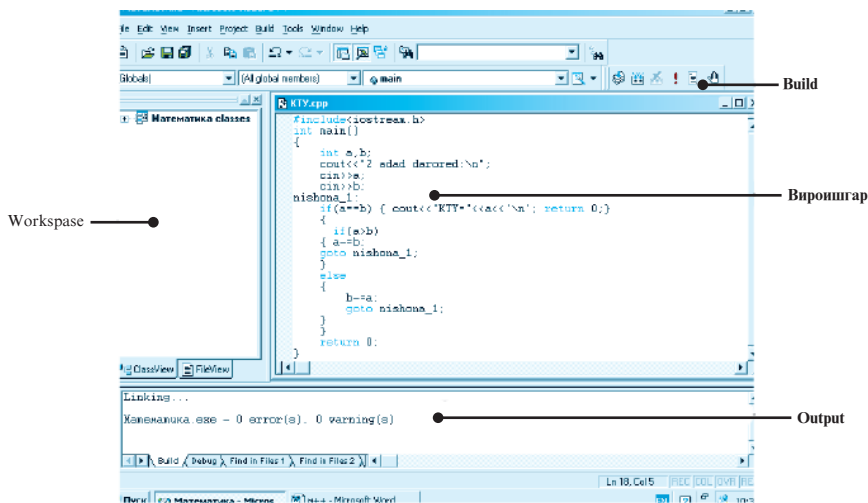 File Edit View Insert Project Build Tools Window Help
Globals) (All global members) main
Build
KTY.cpp
Математика classes
#include<iostream.h>
int main()
{
int a,b;
cout<<"2 adad darored:\n";
cin>>a;
cin>>b;
nishona_1:
if(a==b) { cout<<"KTY="<<a<<'\n'; return 0;}
{
if(a>b)
{ a-=b;
goto nishona_1;
}
else
{
b-=a;
goto nishona_1;
}
}
return 0;
}
Вироишгар
Workspase
ClassView FileView
Linking...
Математика.exe - 0 error(s), 0 warning(s)
Output
Build Debug Find in Files 1 Find in Files 2
Ln 18, Col 5 REC COL OVR
Пуск Математика - Micros... - Microsoft Word EN